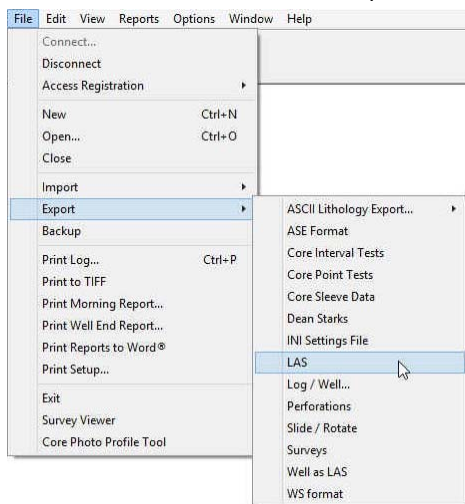 File Edit View Reports Options Window Help
Connect...
Disconnect
Access Registration
New Ctrl+N
Open... Ctrl+O
Close
Import
Export
Backup
Print Log... Ctrl+P
Print to TIFF
Print Morning Report...
Print Well End Report...
Print Reports to Word®
Print Setup...
Exit
Survey Viewer
Core Photo Profile Tool
ASCII Lithology Export...
ASE Format
Core Interval Tests
Core Point Tests
Core Sleeve Data
Dean Starks
INI Settings File
LAS
Log / Well...
Perforations
Slide / Rotate
Surveys
Well as LAS
WS format